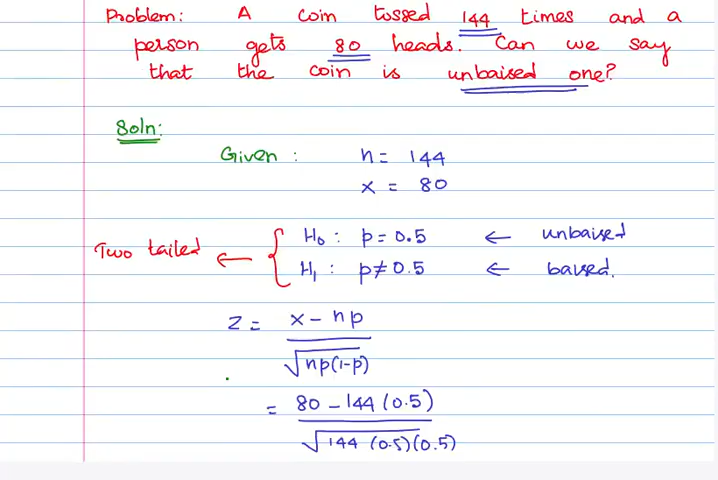 Problem: A coin tossed 144 times and a
person gets 80 heads. Can we say
that the coin is unbaised one?
Soln:
Given : n = 144
x = 80
Two tailed ← { H₀ : p = 0.5 ← unbaised
H₁ : p ≠ 0.5 ← baised.
Z = x - np
√np(1-p)
= 80 - 144 (0.5)
√144 (0.5)(0.5)